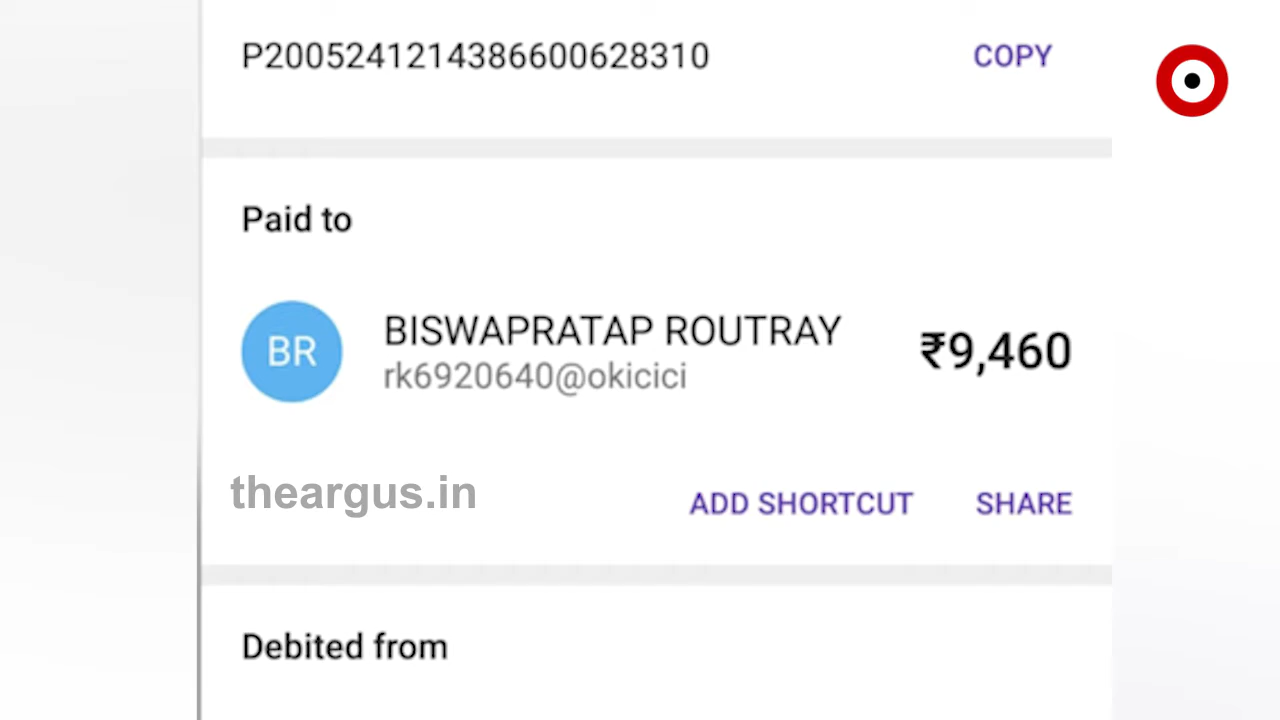 P2005241214386600628310 COPY
Paid to
BR
BISWAPRATAP ROUTRAY
rk6920640@okicici
₹9,460
theargus.in
ADD SHORTCUT SHARE
Debited from